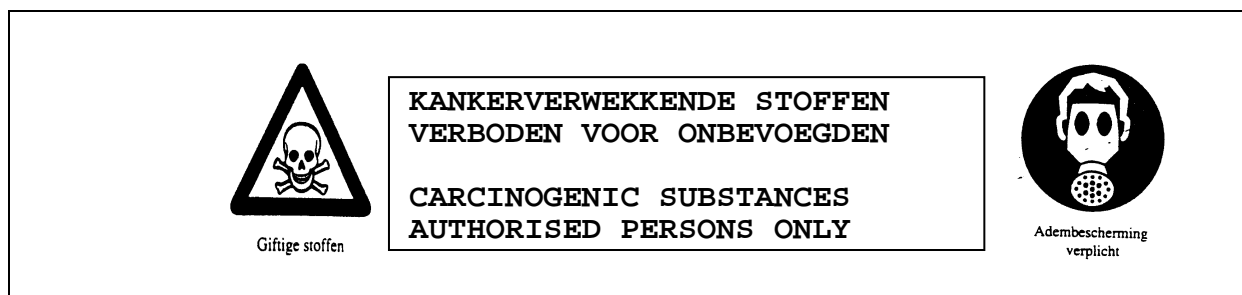 KANKERVERWEKKENDE STOFFEN
VERBODEN VOOR ONBEVOEGDEN
CARCINOGENIC SUBSTANCES
AUTHORISED PERSONS ONLY
Giftige stoffen
Adembescherming
verplicht